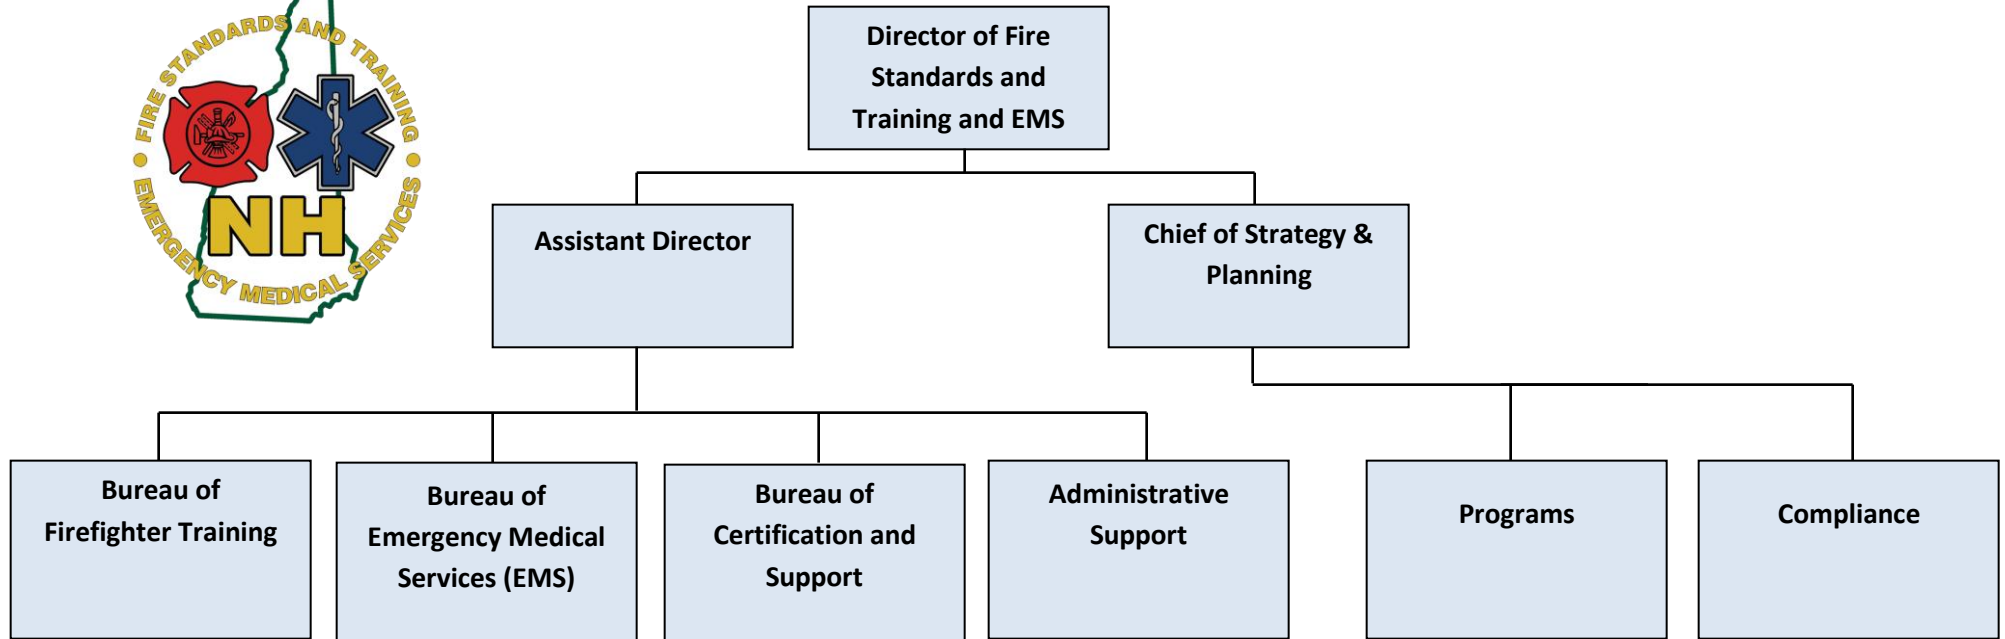 FIRE STANDARDS AND TRAINING
EMERGENCY MEDICAL SERVICES
NH
Director of Fire
Standards and
Training and EMS
Assistant Director
Chief of Strategy &
Planning
Bureau of
Firefighter Training
Bureau of
Emergency Medical
Services (EMS)
Bureau of
Certification and
Support
Administrative
Support
Programs
Compliance